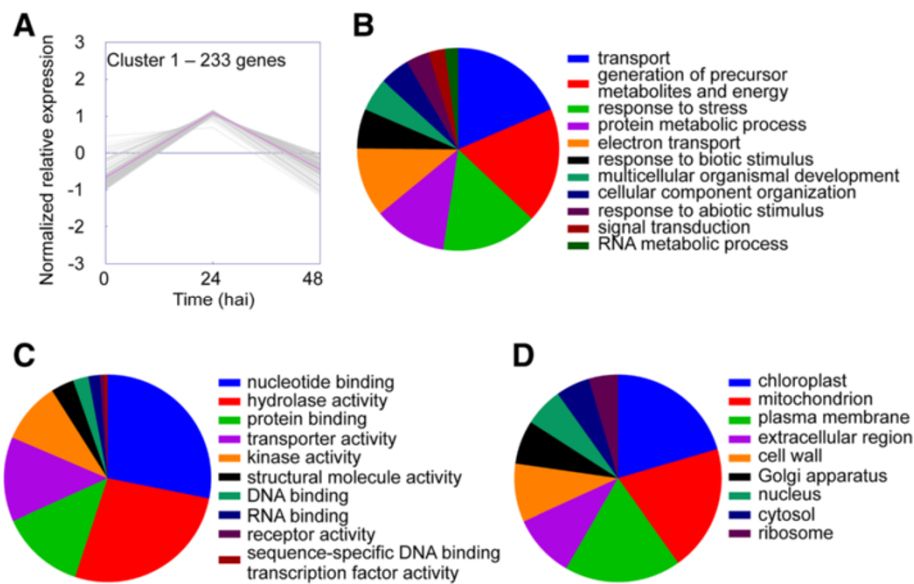 A
Normalized relative expression
3
2
1
0
-1
-2
-3
Cluster 1 – 233 genes
0
24
48
Time (hai)
B
transport
generation of precursor
metabolites and energy
response to stress
protein metabolic process
electron transport
response to biotic stimulus
multicellular organismal development
cellular component organization
response to abiotic stimulus
signal transduction
RNA metabolic process
C
nucleotide binding
hydrolase activity
protein binding
transporter activity
kinase activity
structural molecule activity
DNA binding
RNA binding
receptor activity
sequence-specific DNA binding
transcription factor activity
D
chloroplast
mitochondrion
plasma membrane
extracellular region
cell wall
Golgi apparatus
nucleus
cytosol
ribosome